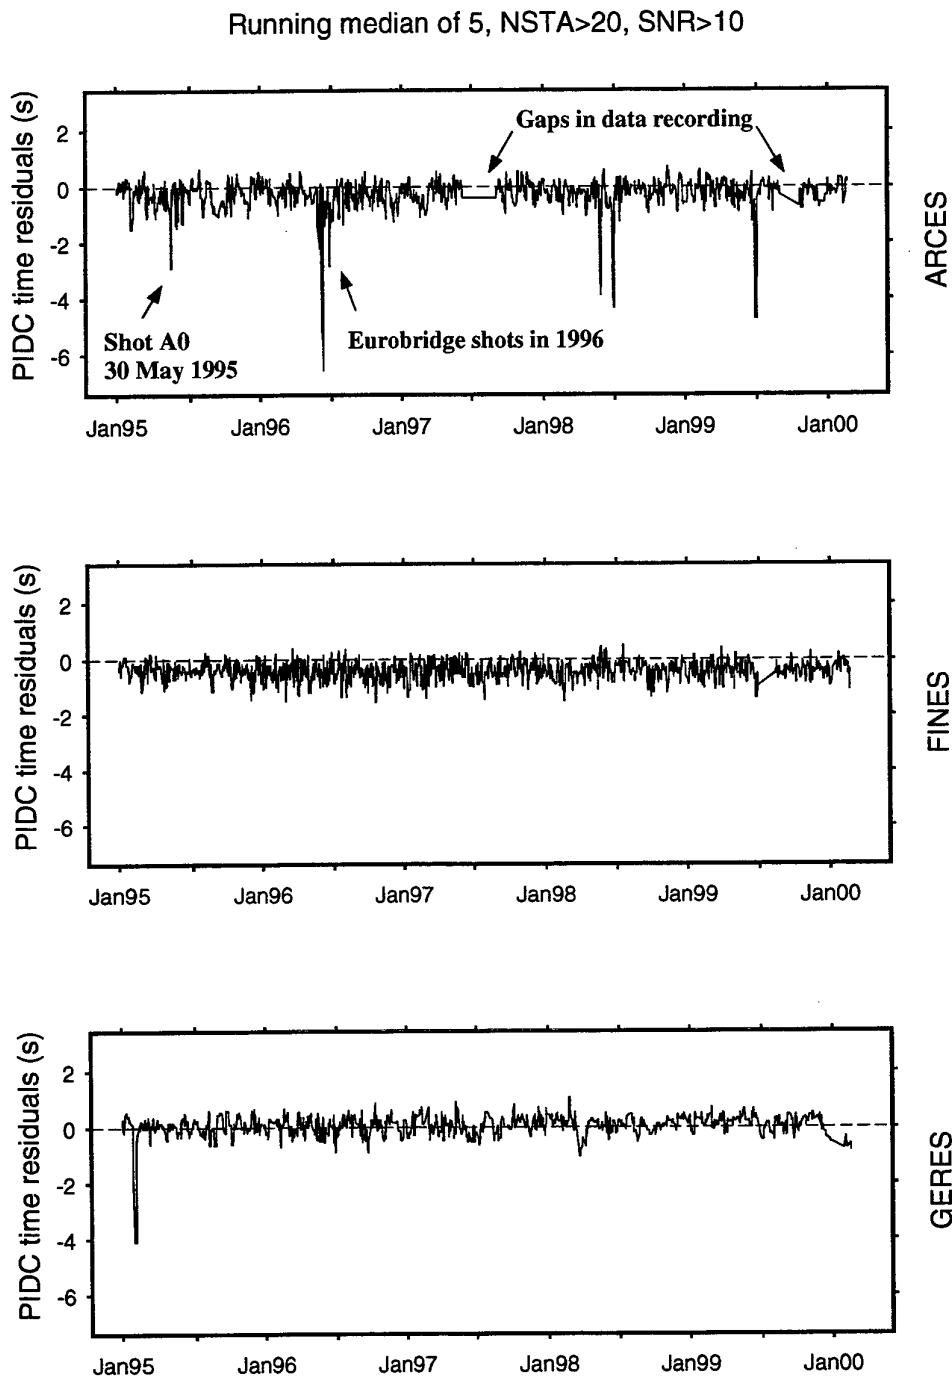 Running median of 5, NSTA>20, SNR>10
PIDC time residuals (s)
2
0
-2
-4
-6
Gaps in data recording
Shot A0
30 May 1995
Eurobridge shots in 1996
ARCES
Jan95 Jan96 Jan97 Jan98 Jan99 Jan00
PIDC time residuals (s)
2
0
-2
-4
-6
FINES
Jan95 Jan96 Jan97 Jan98 Jan99 Jan00
PIDC time residuals (s)
2
0
-2
-4
-6
GERES
Jan95 Jan96 Jan97 Jan98 Jan99 Jan00